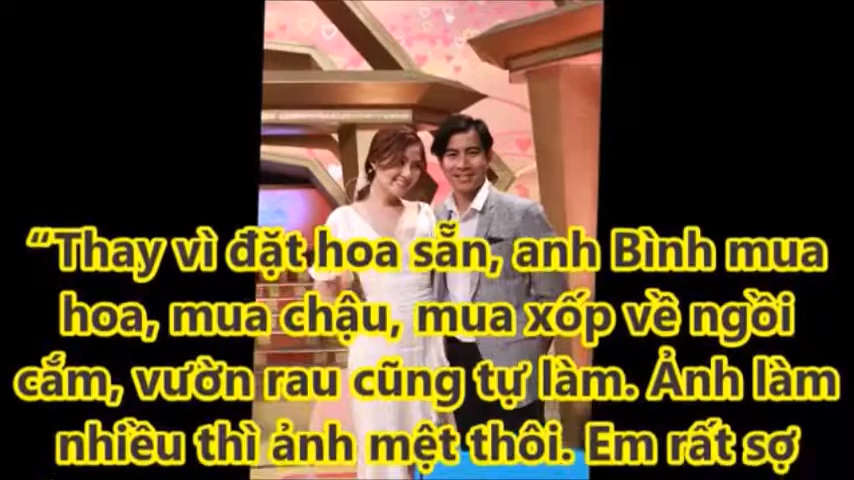 “Thay vì đặt hoa sẵn, anh Bình mua
hoa, mua chậu, mua xốp về ngồi
cắm, vườn rau cũng tự làm. Ảnh làm
nhiều thì ảnh mệt thôi. Em rất sợ